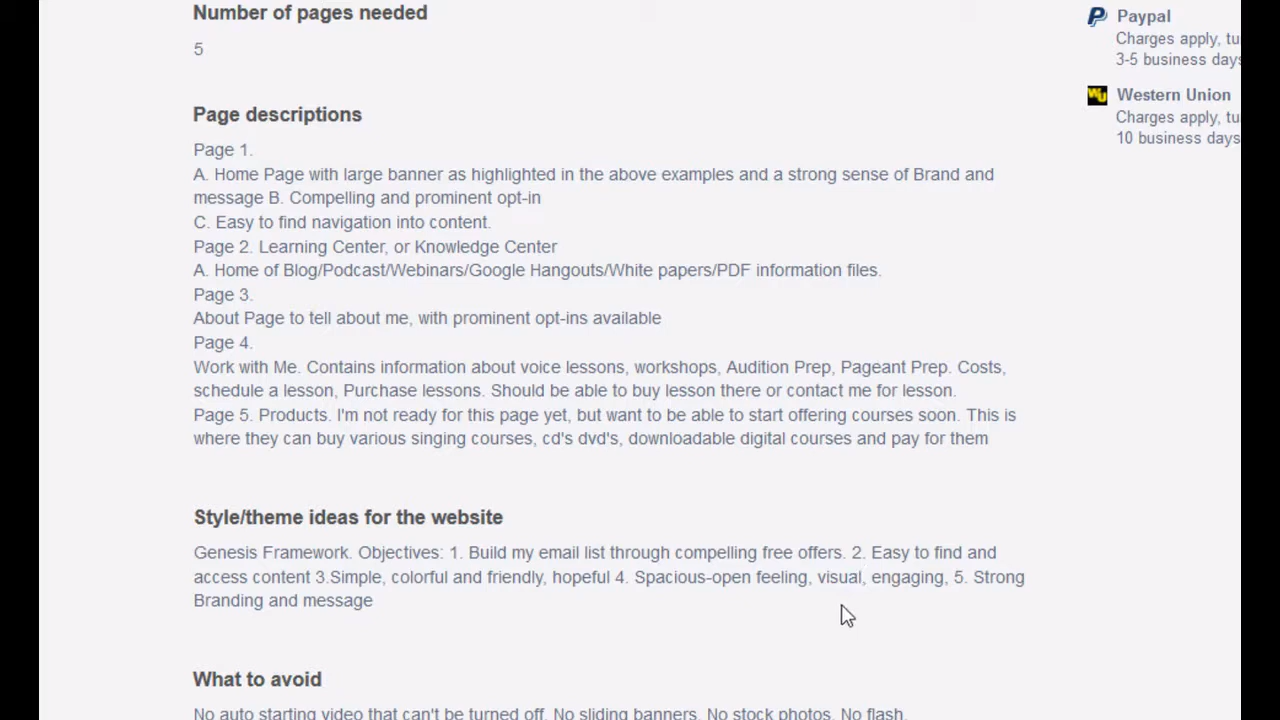 Number of pages needed
5
Page descriptions
Page 1.
A. Home Page with large banner as highlighted in the above examples and a strong sense of Brand and
message B. Compelling and prominent opt-in
C. Easy to find navigation into content.
Page 2. Learning Center, or Knowledge Center
A. Home of Blog/Podcast/Webinars/Google Hangouts/White papers/PDF information files.
Page 3.
About Page to tell about me, with prominent opt-ins available
Page 4.
Work with Me. Contains information about voice lessons, workshops, Audition Prep, Pageant Prep. Costs,
schedule a lesson, Purchase lessons. Should be able to buy lesson there or contact me for lesson.
Page 5. Products. I'm not ready for this page yet, but want to be able to start offering courses soon. This is
where they can buy various singing courses, cd's dvd's, downloadable digital courses and pay for them
Style/theme ideas for the website
Genesis Framework. Objectives: 1. Build my email list through compelling free offers. 2. Easy to find and
access content 3.Simple, colorful and friendly, hopeful 4. Spacious-open feeling, visual, engaging, 5. Strong
Branding and message
What to avoid
No auto starting video that can't be turned off. No sliding banners. No stock photos. No flash.
Paypal
Charges apply, tu
3-5 business days
WU Western Union
Charges apply, tu
10 business days